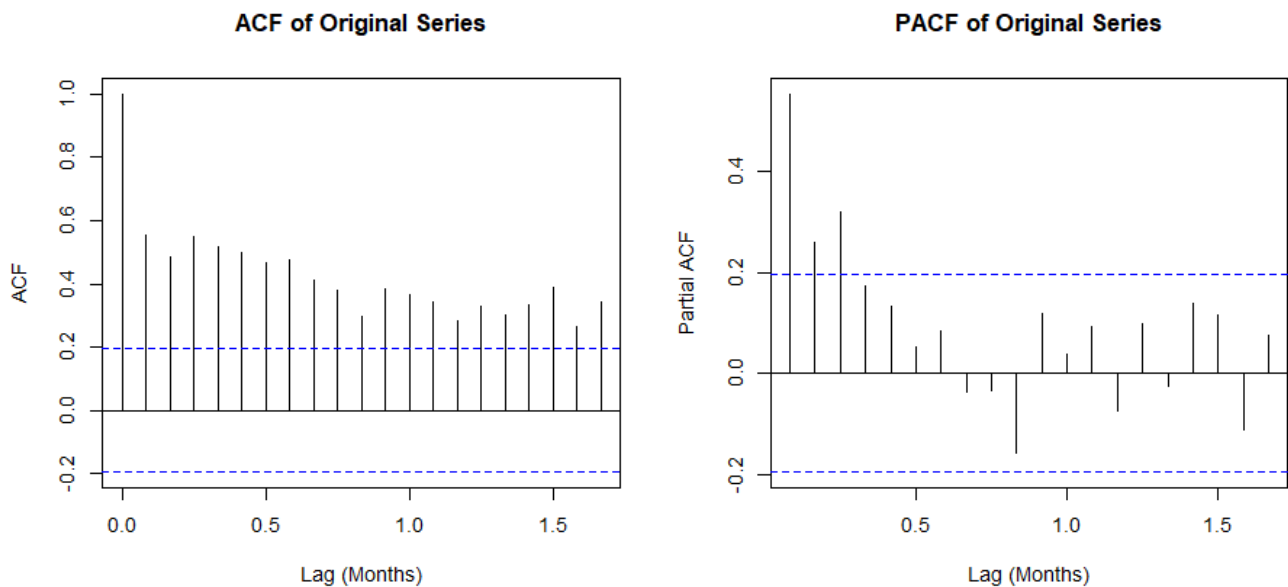 ACF of Original Series
ACF
1.0
0.8
0.6
0.4
0.2
0.0
-0.2
0.0 0.5 1.0 1.5
Lag (Months)
PACF of Original Series
Partial ACF
0.4
0.2
0.0
-0.2
0.5 1.0 1.5
Lag (Months)